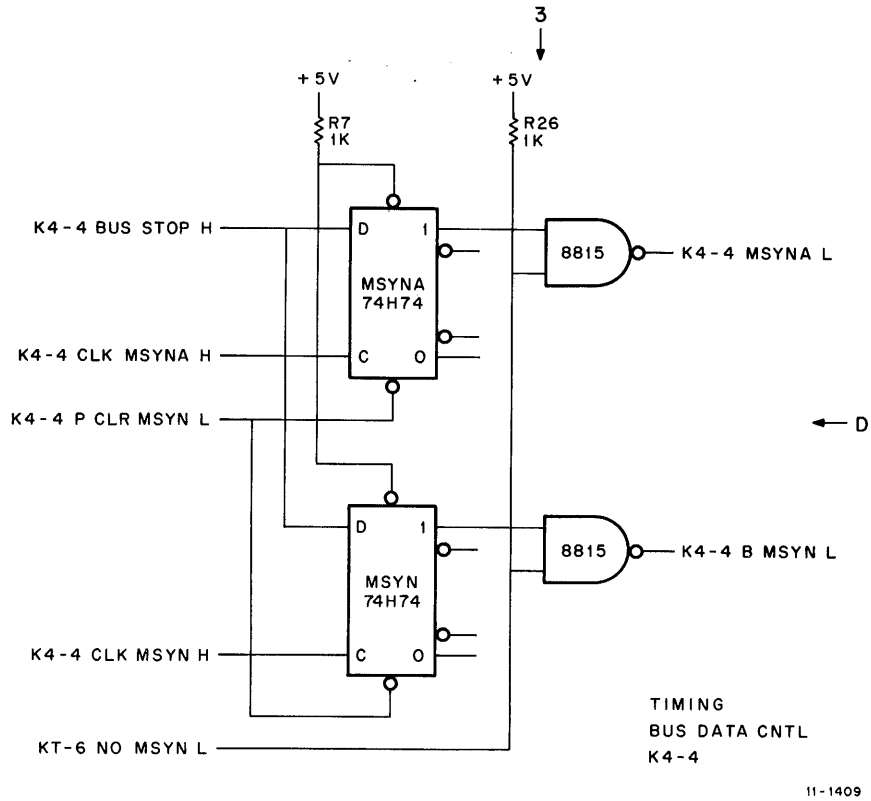 3
+5V
+5V
R7
1K
R26
1K
K4-4 BUS STOP H
D
1
8815
K4-4 MSYNA L
MSYNA
74H74
K4-4 CLK MSYNA H
C
0
K4-4 P CLR MSYN L
D
D
1
8815
K4-4 B MSYN L
MSYN
74H74
K4-4 CLK MSYN H
C
0
KT-6 NO MSYN L
TIMING
BUS DATA CNTL
K4-4
11-1409